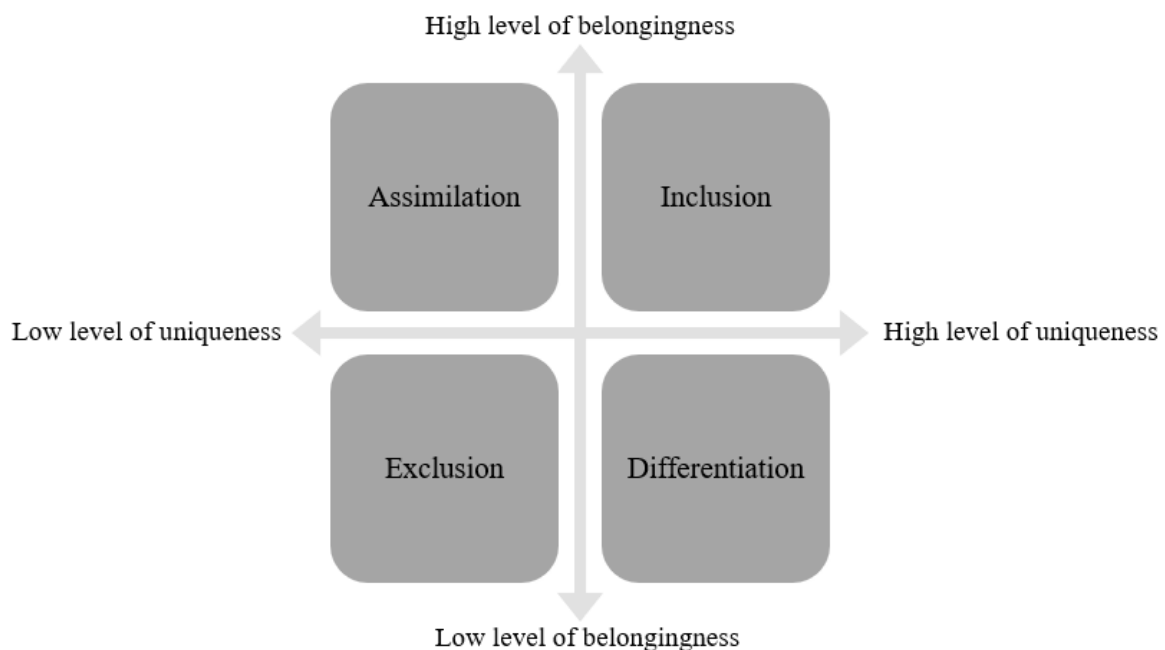 High level of belongingness
Assimilation
Inclusion
Low level of uniqueness
High level of uniqueness
Exclusion
Differentiation
Low level of belongingness